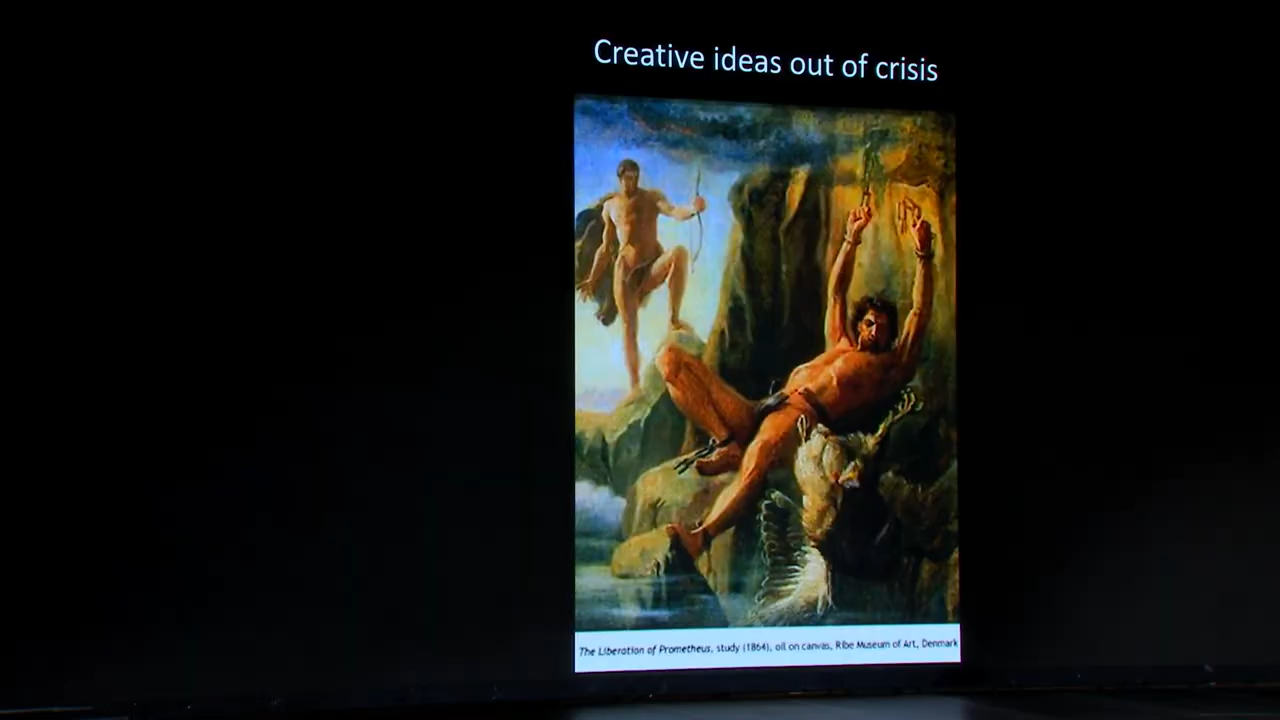 Creative ideas out of crisis
The Liberation of Prometheus, study (1864), oil on canvas, Ribe Museum of Art, Denmark